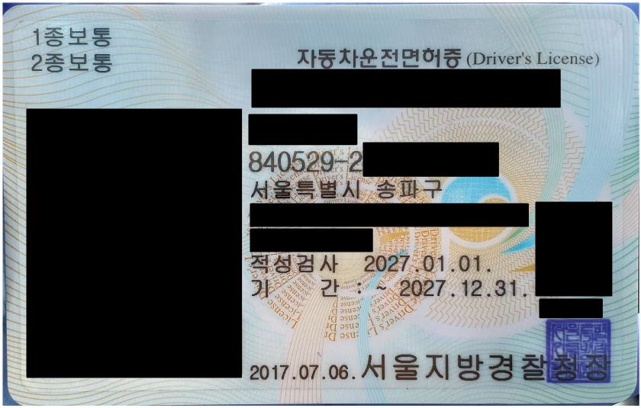 1종보통
2종보통
자동차운전면허증 (Driver's License)
840529-2
서울특별시 송파구
적성검사 2027.01.01.
기 간 : ~ 2027.12.31.
2017.07.06. 서울지방경찰청장